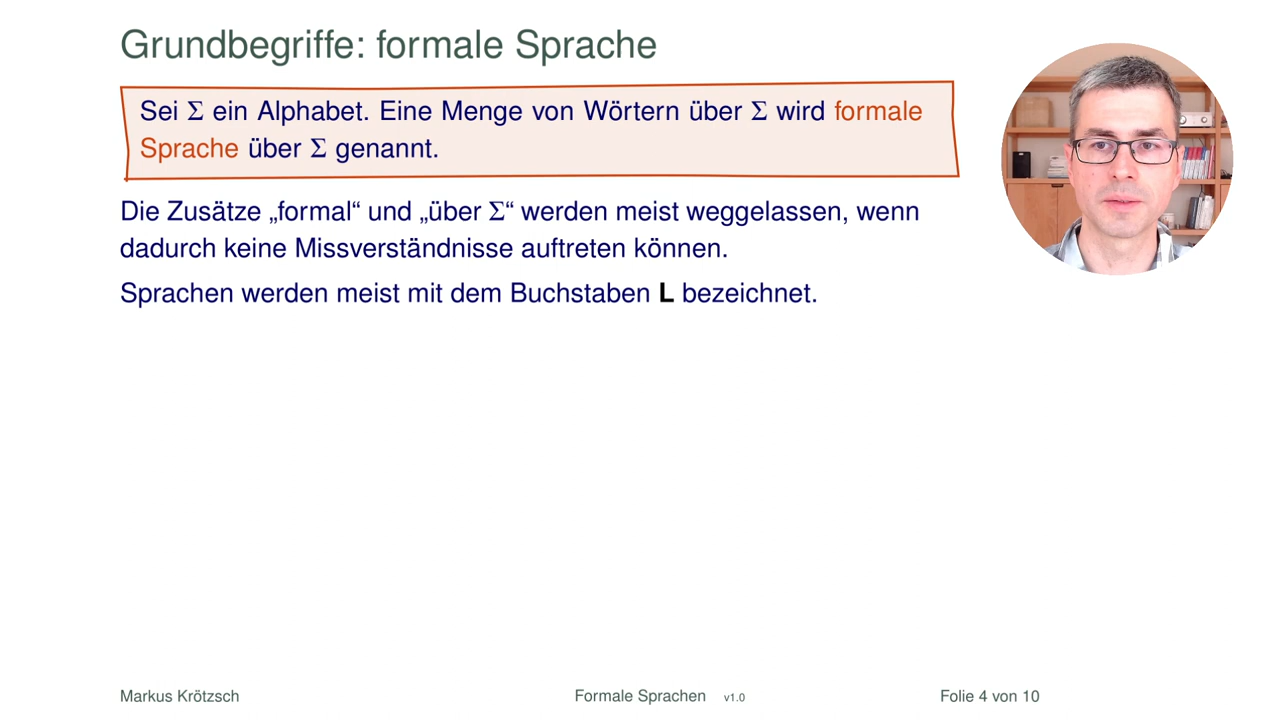 Grundbegriffe: formale Sprache
Sei Σ ein Alphabet. Eine Menge von Wörtern über Σ wird formale
Sprache über Σ genannt.
Die Zusätze „formal“ und „über Σ“ werden meist weggelassen, wenn
dadurch keine Missverständnisse auftreten können.
Sprachen werden meist mit dem Buchstaben L bezeichnet.
Markus Krötzsch Formale Sprachen v1.0 Folie 4 von 10